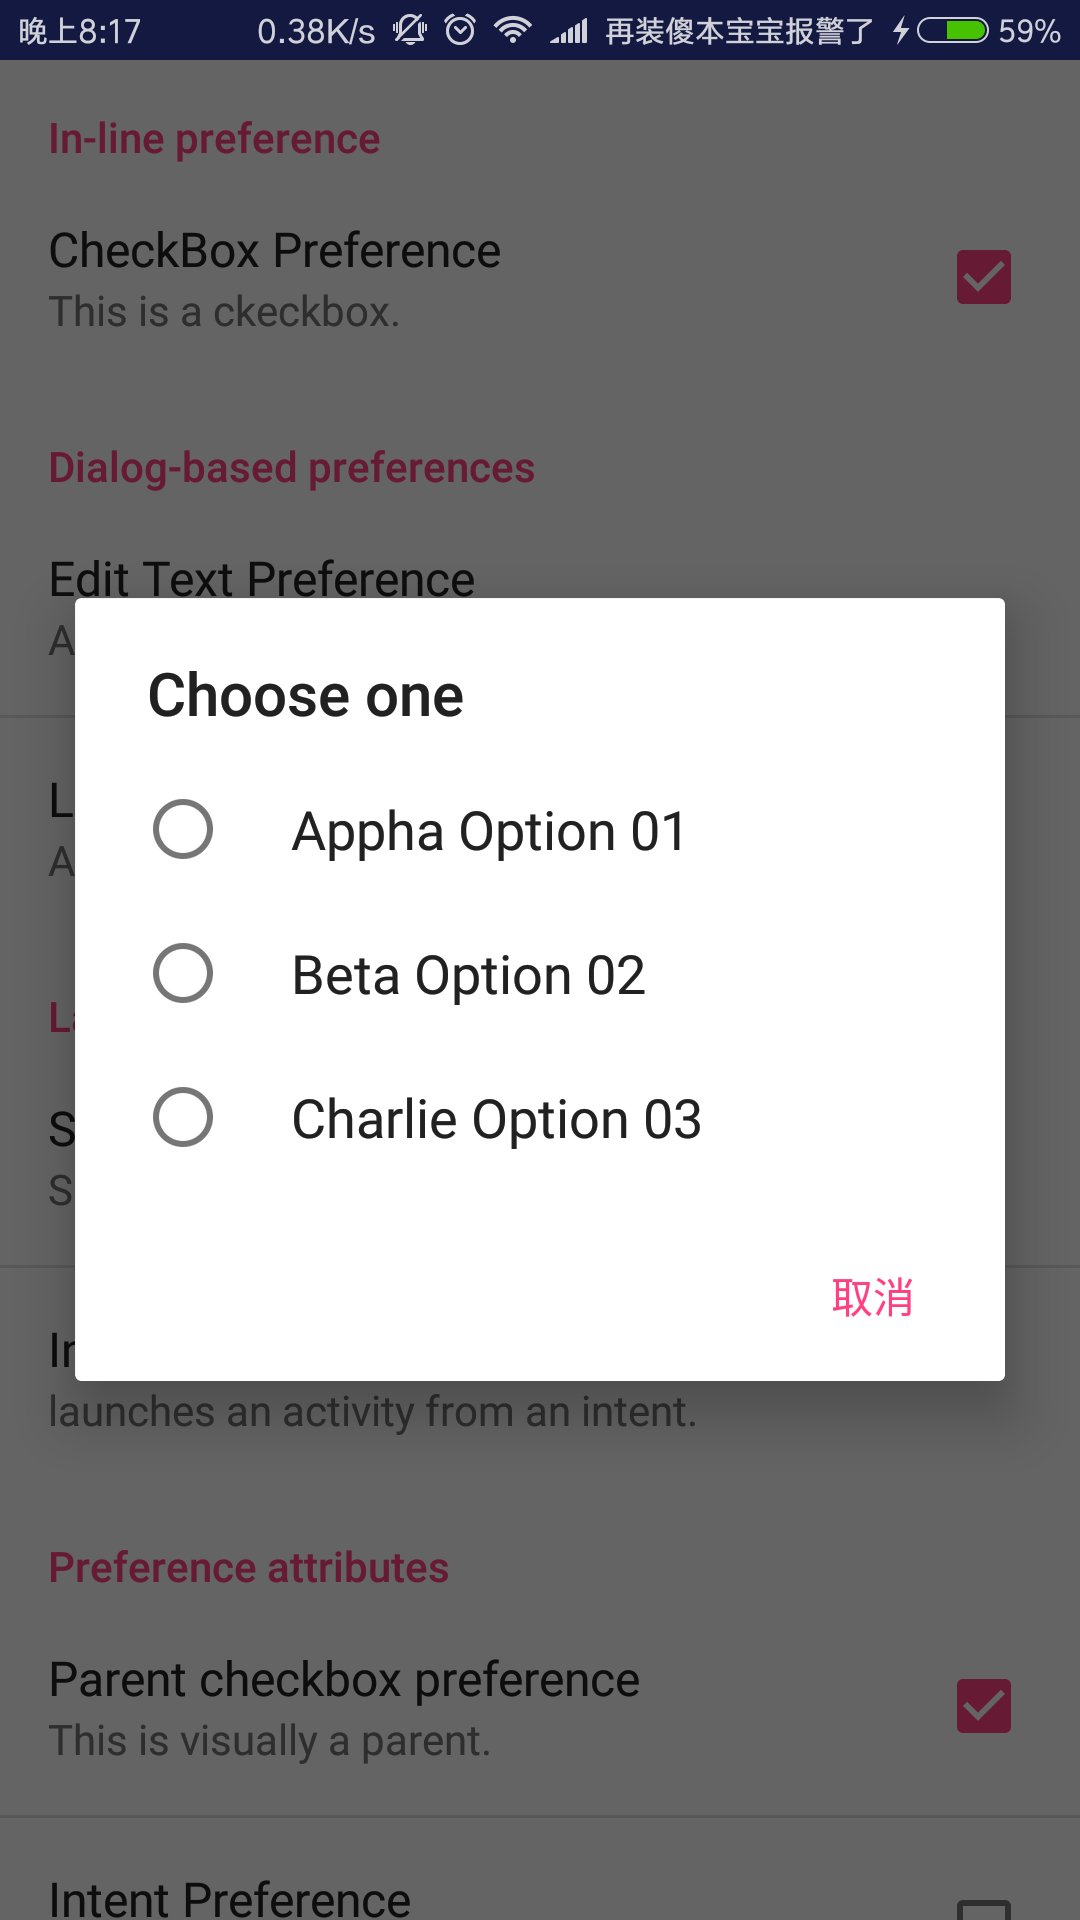 晚上8:17 0.38K/s 再装傻本宝宝报警了 59%
In-line preference
CheckBox Preference
This is a ckeckbox.
Dialog-based preferences
Edit Text Preference
A
Choose one
L
Appha Option 01
A
Beta Option 02
L
Charlie Option 03
S
S
取消
In
launches an activity from an intent.
Preference attributes
Parent checkbox preference
This is visually a parent.
Intent Preference